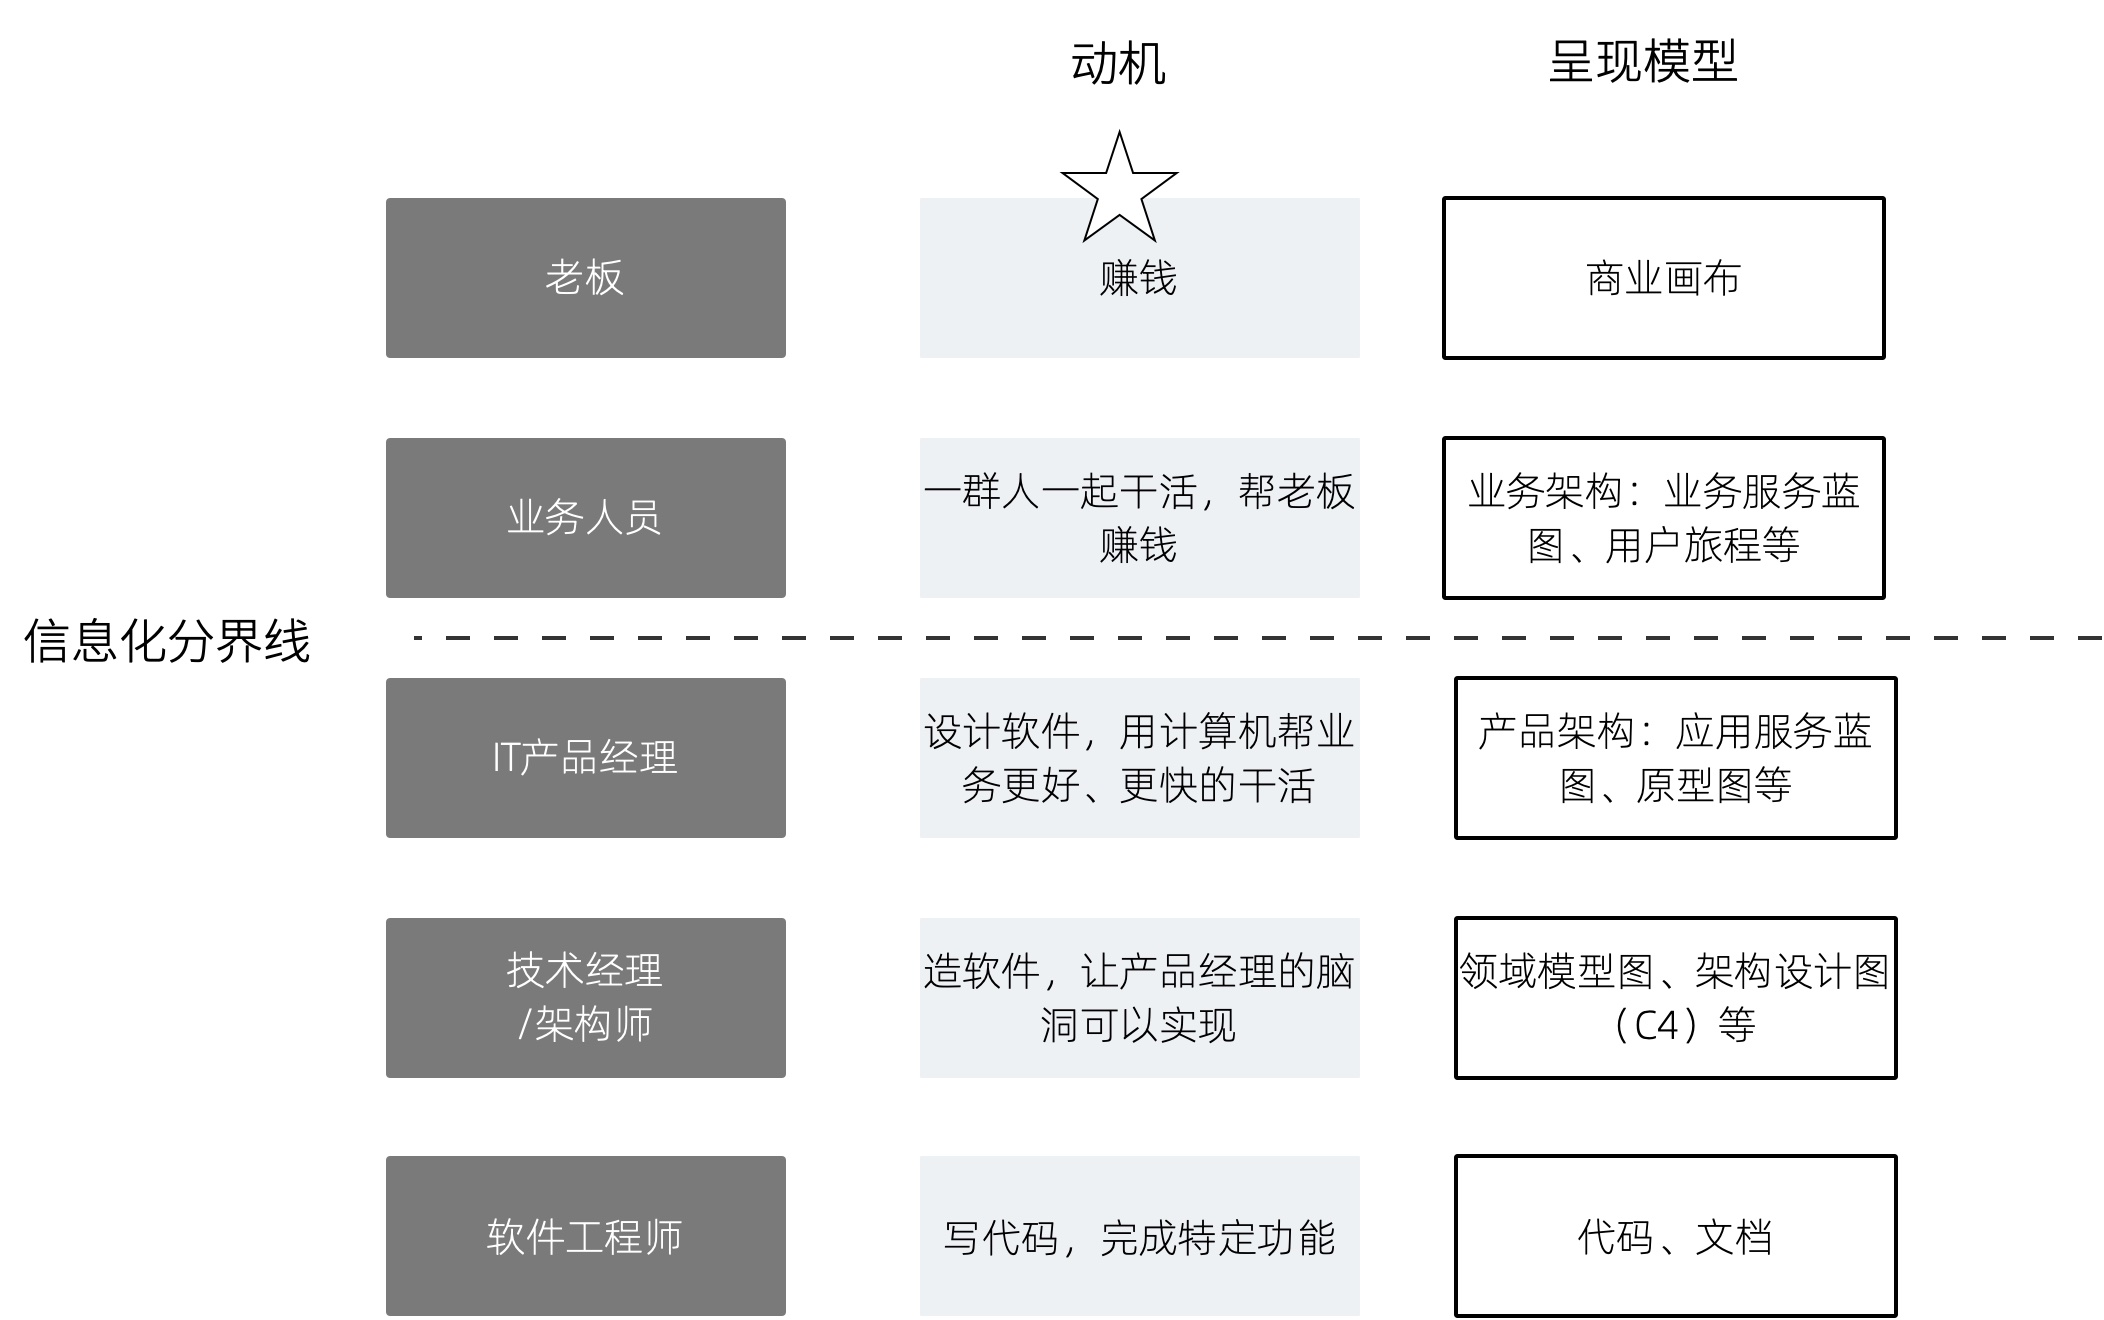 动机
呈现模型
老板
赚钱
商业画布
业务人员
一群人一起干活，帮老板
赚钱
业务架构：业务服务蓝
图、用户旅程等
信息化分界线
IT产品经理
设计软件，用计算机帮业
务更好、更快的干活
产品架构：应用服务蓝
图、原型图等
技术经理
/架构师
造软件，让产品经理的脑
洞可以实现
领域模型图、架构设计图
（C4）等
软件工程师
写代码，完成特定功能
代码、文档